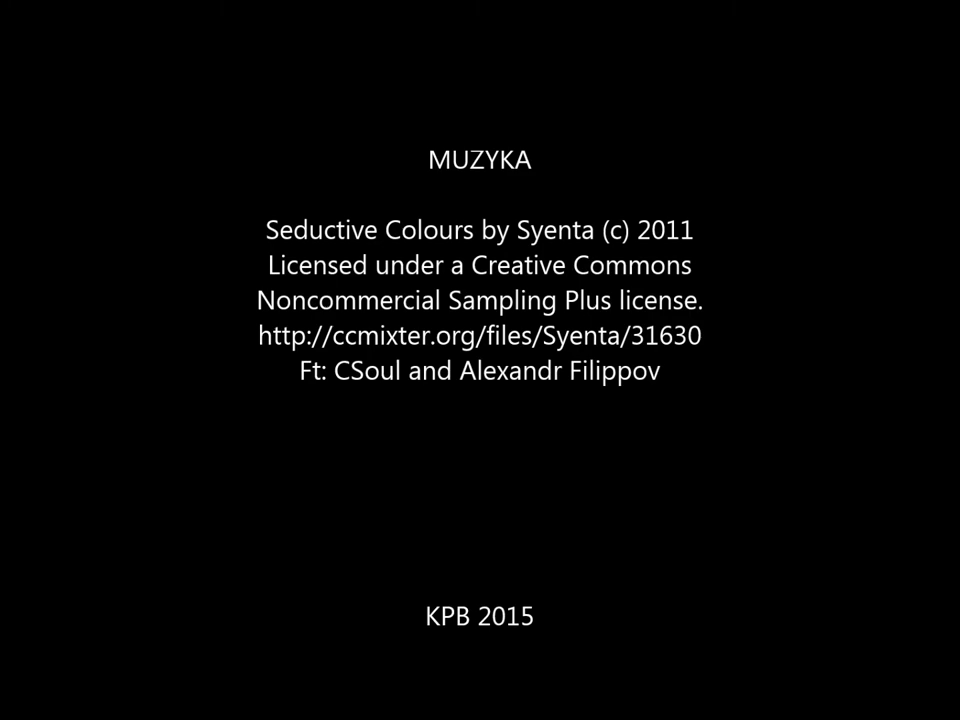 MUZYKA
Seductive Colours by Syenta (c) 2011
Licensed under a Creative Commons
Noncommercial Sampling Plus license.
http://ccmixter.org/files/Syenta/31630
Ft: CSoul and Alexandr Filippov
KPB 2015